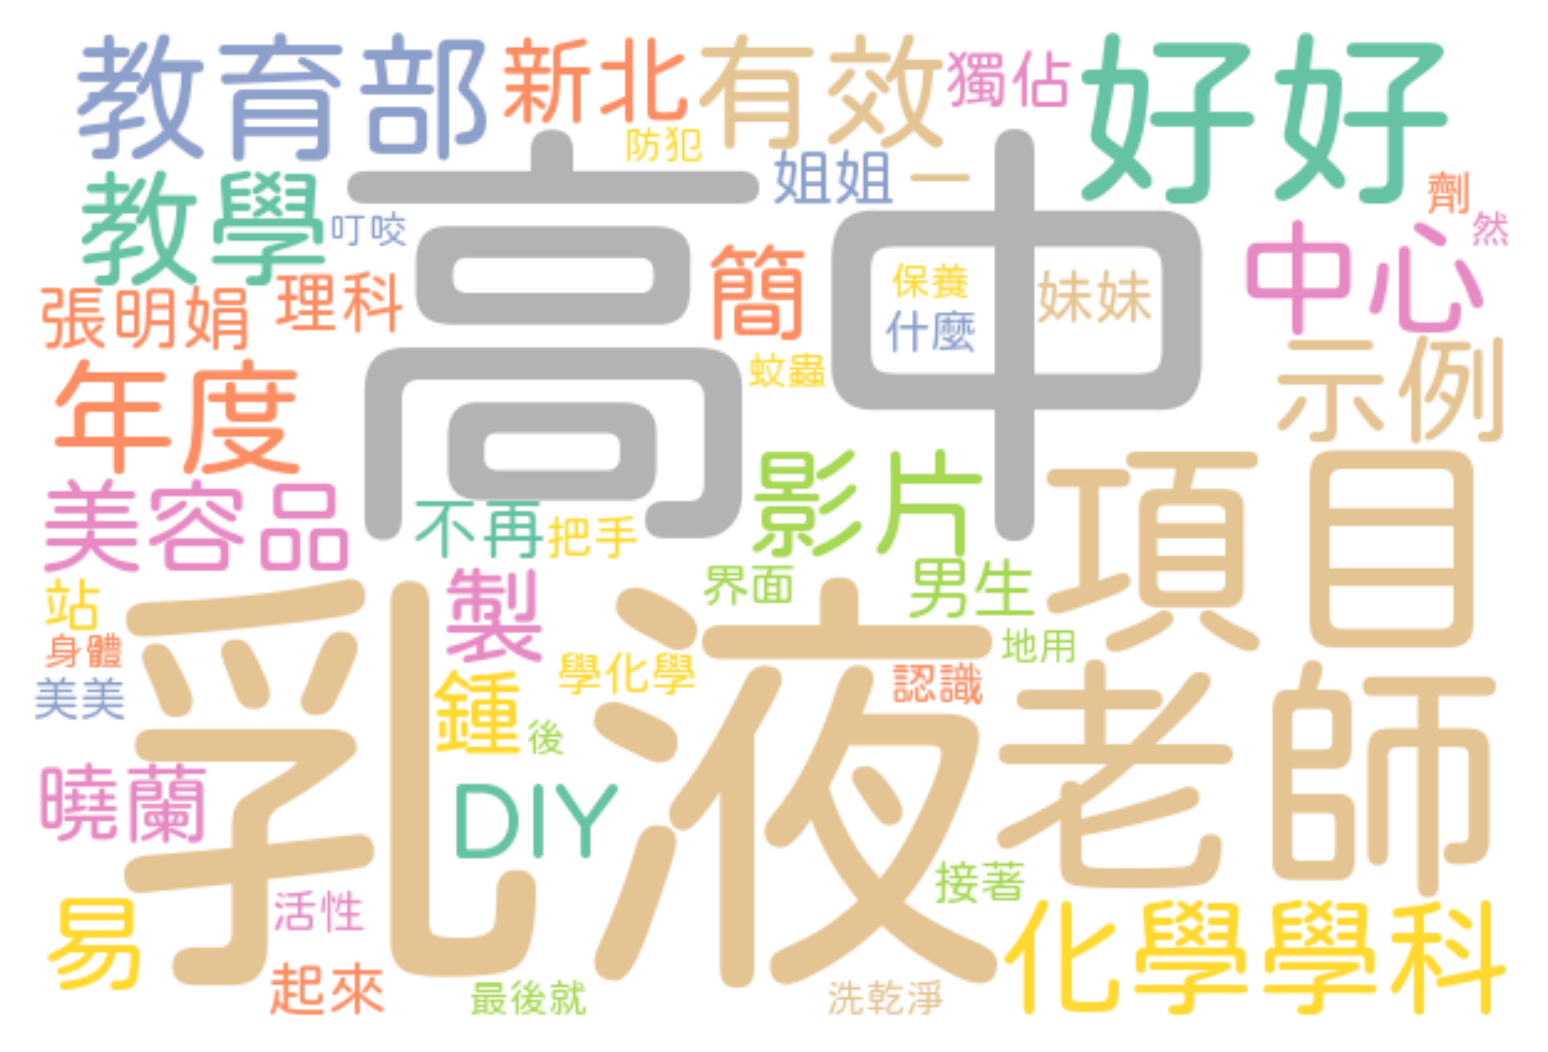 教育部
新北
有效
獨佔
好好
防犯
姐姐
一
教學
叮咬
高中
劑
然
中心
張明娟
理科
簡
保養
什麼
妹妹
蚊蟲
示例
年度
美容品
不再
把手
影片
項目
站
製
界面
男生
身體
乳液
學化學
地用
認識
美美
鍾
後
老師
曉蘭
DIY
接著
易
活性
化學學科
起來
最後就
洗乾淨